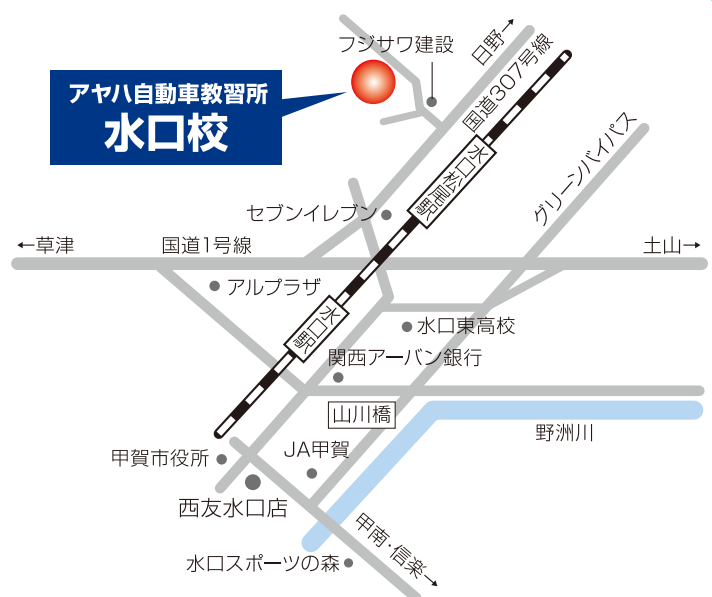 フジサワ建設
日野→
国道307号線
アヤハ自動車教習所
水口校
水口松尾駅
グリーンバイパス
セブンイレブン
←草津
国道1号線
土山→
アルプラザ
水口駅
水口東高校
関西アーバン銀行
山川橋
野洲川
甲賀市役所
JA甲賀
西友水口店
甲南・信楽→
水口スポーツの森